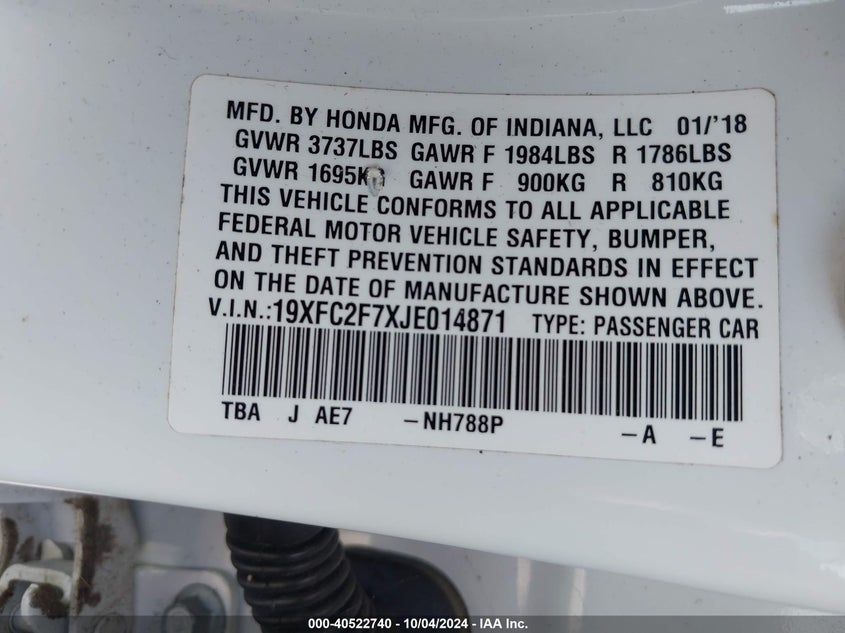 MFD. BY HONDA MFG. OF INDIANA, LLC 01/'18
GVWR 3737LBS GAWR F 1984LBS R 1786LBS
GVWR 1695KG GAWR F 900KG R 810KG
THIS VEHICLE CONFORMS TO ALL APPLICABLE
FEDERAL MOTOR VEHICLE SAFETY, BUMPER,
AND THEFT PREVENTION STANDARDS IN EFFECT
ON THE DATE OF MANUFACTURE SHOWN ABOVE.
V.I.N.:19XFC2F7XJE014871 TYPE: PASSENGER CAR
TBA J AE7 -NH788P -A -E
000-40522740 - 10/04/2024 - IAA Inc.